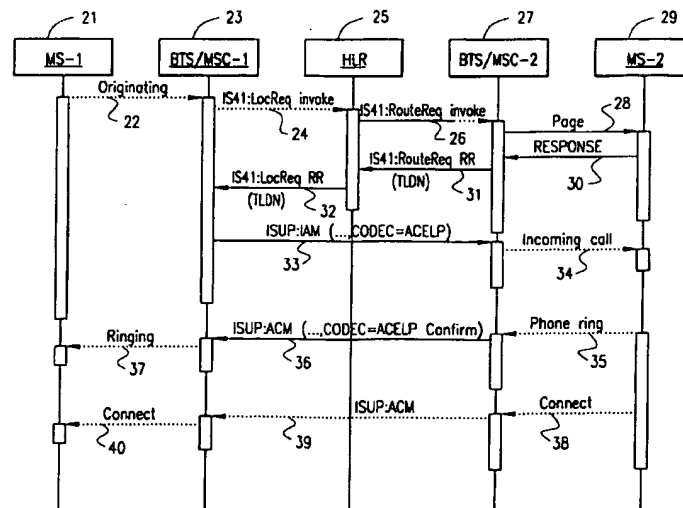 21
23
25
27
29
MS-1
BTS/MSC-1
HLR
BTS/MSC-2
MS-2
Originating
22
IS41:LocReq invoke
24
IS41:RouteReq invoke
26
Page
28
RESPONSE
30
IS41:RouteReq RR
(TLDN)
31
IS41:LocReq RR
(TLDN)
32
ISUP:IAM (...,CODEC=ACELP)
33
Incoming call
34
Phone ring
35
ISUP:ACM (...,CODEC=ACELP Confirm)
36
Ringing
37
Connect
38
ISUP:ACM
39
Connect
40